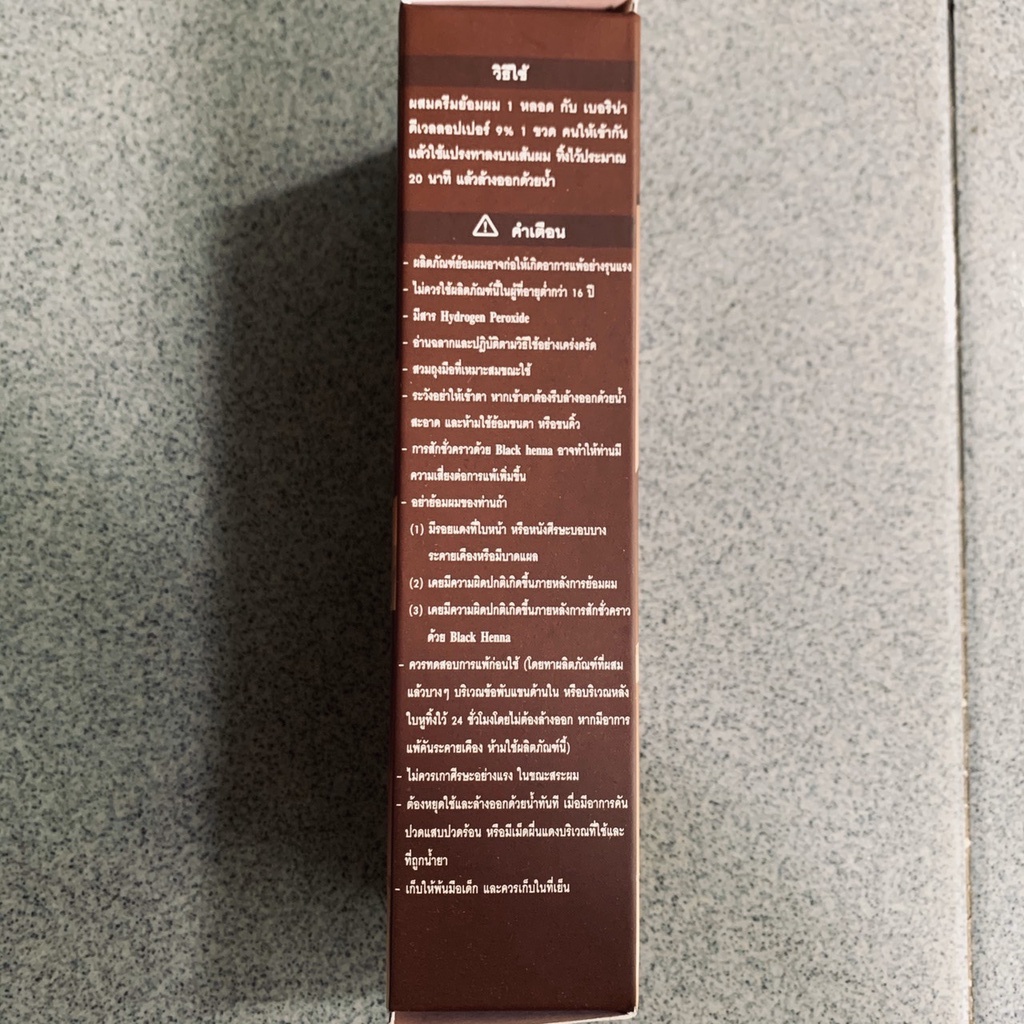 วิธีใช้
ผสมครีมย้อมผม 1 หลอด กับ เบอริน่า
ดีเวลลอปเปอร์ 9% 1 ขวด คนให้เข้ากัน
แล้วใช้แปรงทาลงบนเส้นผม ทิ้งไว้ประมาณ
20 นาที แล้วล้างออกด้วยน้ำ
คำเตือน
- ผลิตภัณฑ์ย้อมผมอาจก่อให้เกิดอาการแพ้อย่างรุนแรง
- ไม่ควรใช้ผลิตภัณฑ์นี้ในผู้ที่อายุต่ำกว่า 16 ปี
- มีสาร Hydrogen Peroxide
- อ่านฉลากและปฏิบัติตามวิธีใช้อย่างเคร่งครัด
- สวมถุงมือที่เหมาะสมขณะใช้
- ระวังอย่าให้เข้าตา หากเข้าตาต้องรีบล้างออกด้วยน้ำ
สะอาด และห้ามใช้ย้อมขนตา หรือขนคิ้ว
- การสักชั่วคราวด้วย Black henna อาจทำให้ท่านมี
ความเสี่ยงต่อการแพ้เพิ่มขึ้น
- อย่าย้อมผมของท่านถ้า
(1) มีรอยแดงที่ใบหน้า หรือหนังศีรษะบอบบาง
ระคายเคืองหรือมีบาดแผล
(2) เคยมีความผิดปกติเกิดขึ้นภายหลังการย้อมผม
(3) เคยมีความผิดปกติเกิดขึ้นภายหลังการสักชั่วคราว
ด้วย Black Henna
- ควรทดสอบการแพ้ก่อนใช้ (โดยทาผลิตภัณฑ์ที่ผสม
แล้วบางๆ บริเวณข้อพับแขนด้านใน หรือบริเวณหลัง
ใบหูทิ้งไว้ 24 ชั่วโมงโดยไม่ต้องล้างออก หากมีอาการ
แพ้คันระคายเคือง ห้ามใช้ผลิตภัณฑ์นี้)
- ไม่ควรเกาศีรษะอย่างแรง ในขณะสระผม
- ต้องหยุดใช้และล้างออกด้วยน้ำทันที เมื่อมีอาการคัน
ปวดแสบปวดร้อน หรือมีเม็ดผื่นแดงบริเวณที่ใช้และ
ที่ถูกน้ำยา
- เก็บให้พ้นมือเด็ก และควรเก็บในที่เย็น